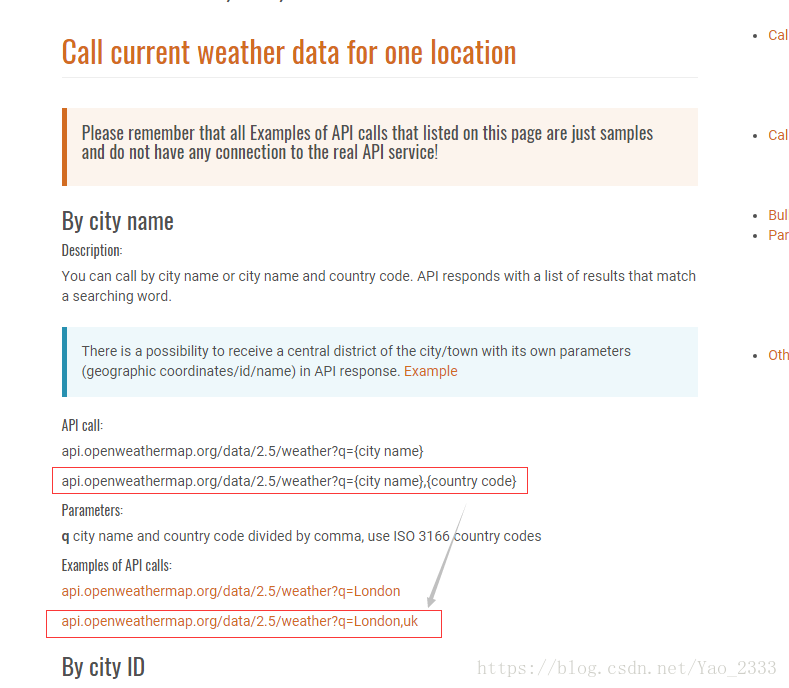 Call current weather data for one location
Please remember that all Examples of API calls that listed on this page are just samples
and do not have any connection to the real API service!
By city name
Description:
You can call by city name or city name and country code. API responds with a list of results that match
a searching word.
There is a possibility to receive a central district of the city/town with its own parameters
(geographic coordinates/id/name) in API response. Example
API call:
api.openweathermap.org/data/2.5/weather?q={city name}
api.openweathermap.org/data/2.5/weather?q={city name},{country code}
Parameters:
q city name and country code divided by comma, use ISO 3166 country codes
Examples of API calls:
api.openweathermap.org/data/2.5/weather?q=London
api.openweathermap.org/data/2.5/weather?q=London,uk
By city ID
Cal
Cal
Bul
Par
Oth
https://blog.csdn.net/Yao_2333